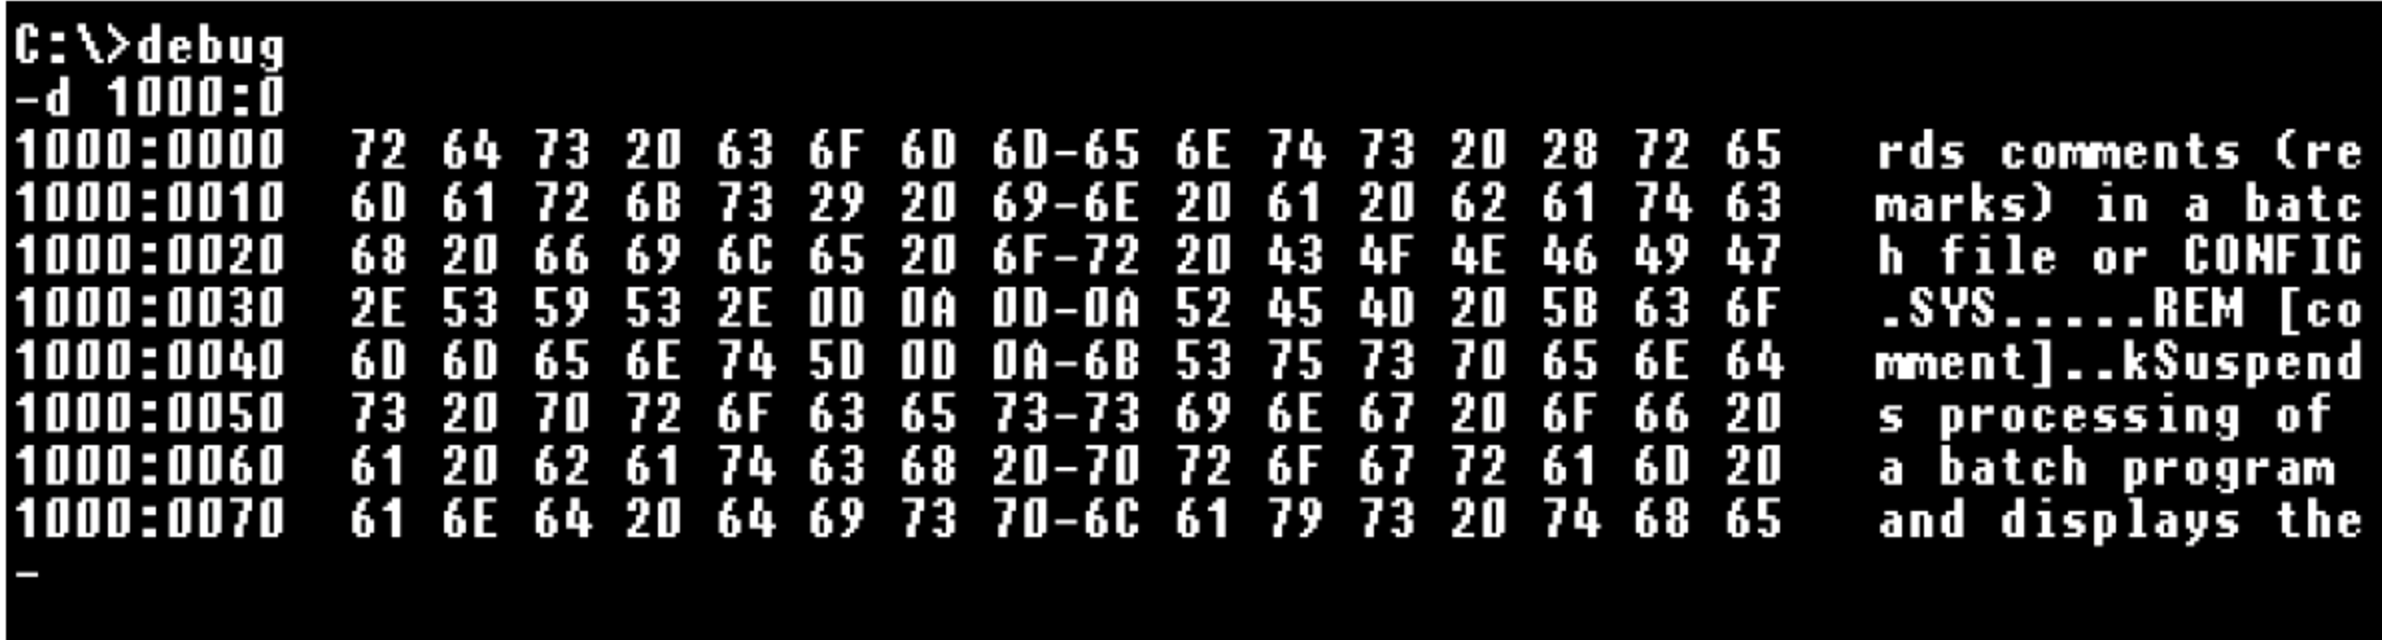 C:\>debug
-d 1000:0
1000:0000  72 64 73 20 63 6F 6D 6D-65 6E 74 73 20 28 72 65   rds comments (re
1000:0010  6D 61 72 6B 73 29 20 69-6E 20 61 20 62 61 74 63   marks) in a batc
1000:0020  68 20 66 69 6C 65 20 6F-72 20 43 4F 4E 46 49 47   h file or CONFIG
1000:0030  2E 53 59 53 2E 0D 0A 0D-0A 52 45 4D 20 5B 63 6F   .SYS.....REM [co
1000:0040  6D 6D 65 6E 74 5D 0D 0A-6B 53 75 73 70 65 6E 64   mment]..kSuspend
1000:0050  73 20 70 72 6F 63 65 73-73 69 6E 67 20 6F 66 20   s processing of
1000:0060  61 20 62 61 74 63 68 20-70 72 6F 67 72 61 6D 20   a batch program
1000:0070  61 6E 64 20 64 69 73 70-6C 61 79 73 20 74 68 65   and displays the
-